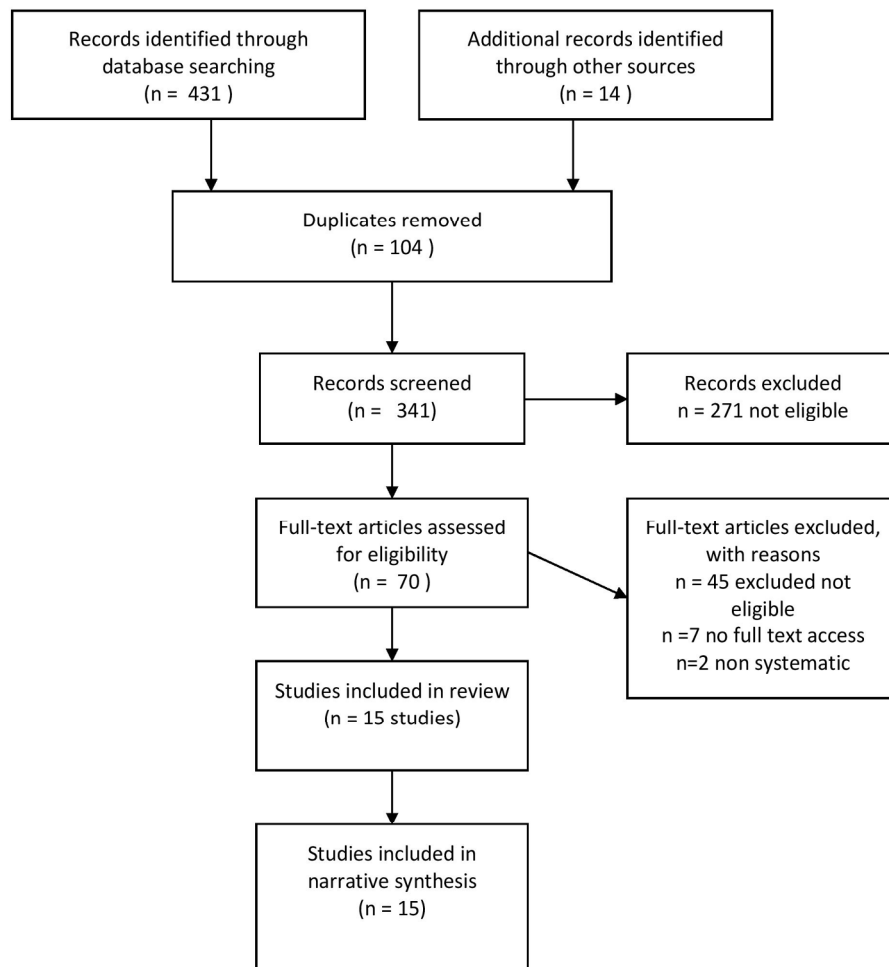 Records identified through
database searching
(n =  431 )
Additional records identified
through other sources
(n = 14 )
Duplicates removed
(n = 104 )
Records screened
(n =   341)
Records excluded
n = 271 not eligible
Full-text articles assessed
for eligibility
(n =  70 )
Full-text articles excluded,
with reasons
n = 45 excluded not
eligible
n =7 no full text access
n=2 non systematic
Studies included in review
(n = 15 studies)
Studies included in
narrative synthesis
(n = 15)